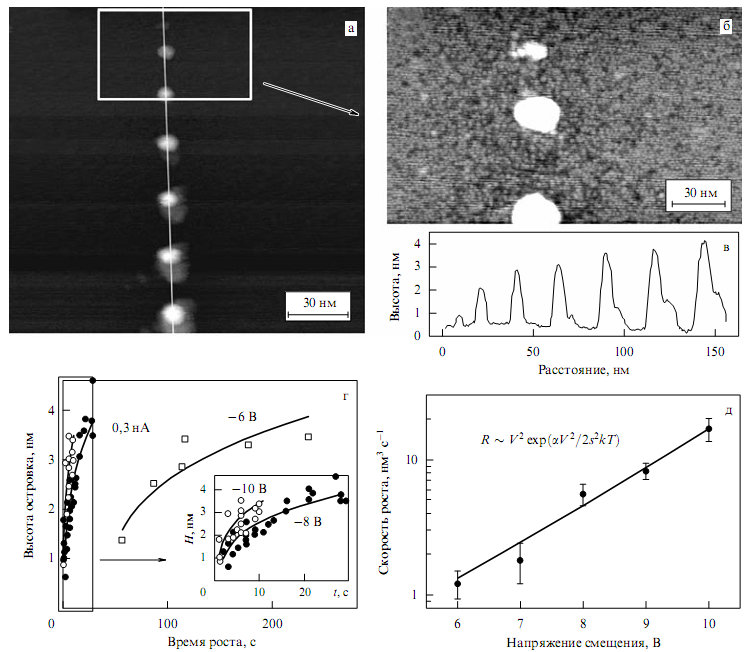 а
30 нм
б
30 нм
в
Высота, нм
4
3
2
1
0
0
50
100
150
Расстояние, нм
г
Высота островка, нм
4
3
2
1
0,3 нА
−6 В
H, нм
4
3
2
1
−10 В
−8 В
0
10
20
t, с
0
100
200
Время роста, с
д
Скорость роста, нм³ с⁻¹
10
1
R ∼ V² exp(αV²/2s²kT)
6
7
8
9
10
Напряжение смещения, В